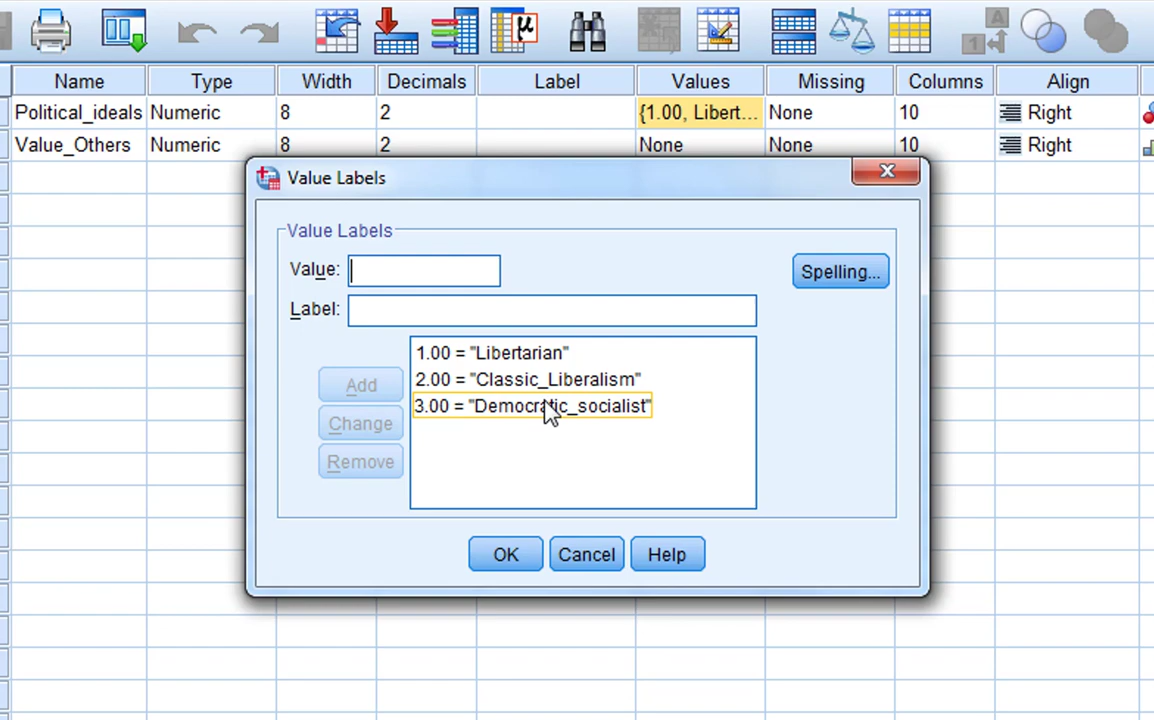 Name Type Width Decimals Label Values Missing Columns Align
Political_ideals Numeric 8 2 {1.00, Libert... None 10 Right
Value_Others Numeric 8 2 None None 10 Right
Value Labels
Value Labels
Value:
Spelling...
Label:
1.00 = "Libertarian"
2.00 = "Classic_Liberalism"
3.00 = "Democratic_socialist"
Add
Change
Remove
OK Cancel Help